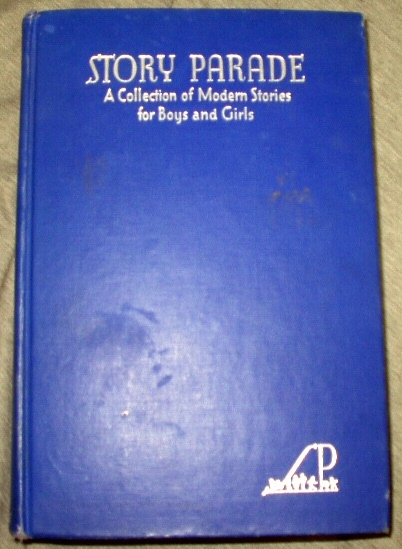 STORY PARADE
A Collection of Modern Stories
for Boys and Girls
SP